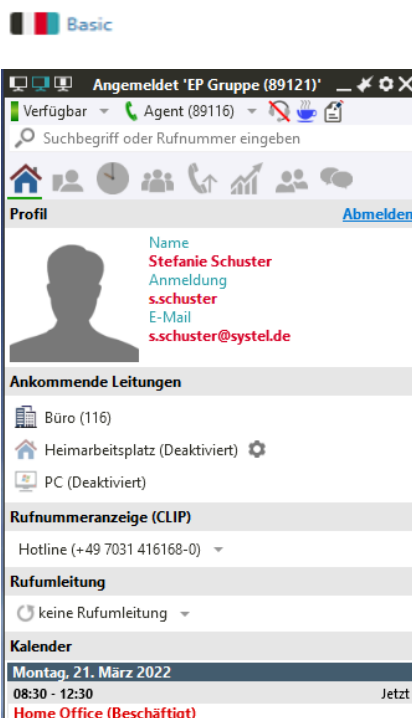 Basic
Angemeldet 'EP Gruppe (89121)'
Verfügbar Agent (89116)
Suchbegriff oder Rufnummer eingeben
Profil Abmelden
Name
Stefanie Schuster
Anmeldung
s.schuster
E-Mail
s.schuster@systel.de
Ankommende Leitungen
Büro (116)
Heimarbeitsplatz (Deaktiviert)
PC (Deaktiviert)
Rufnummeranzeige (CLIP)
Hotline (+49 7031 416168-0)
Rufumleitung
keine Rufumleitung
Kalender
Montag, 21. März 2022
08:30 - 12:30 Jetzt
Home Office (Beschäftigt)